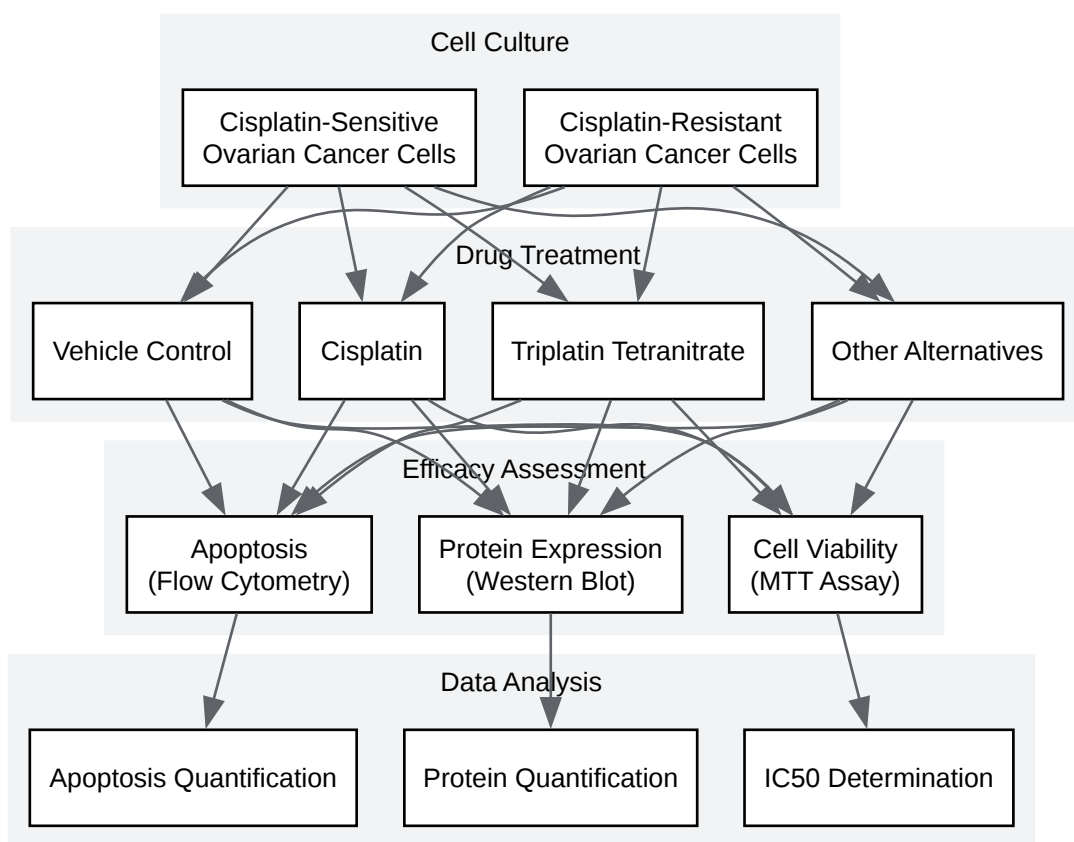 Cell Culture
Cisplatin-Sensitive
Ovarian Cancer Cells
Cisplatin-Resistant
Ovarian Cancer Cells
Drug Treatment
Vehicle Control
Cisplatin
Triplatin Tetranitrate
Other Alternatives
Efficacy Assessment
Apoptosis
(Flow Cytometry)
Protein Expression
(Western Blot)
Cell Viability
(MTT Assay)
Data Analysis
Apoptosis Quantification
Protein Quantification
IC50 Determination